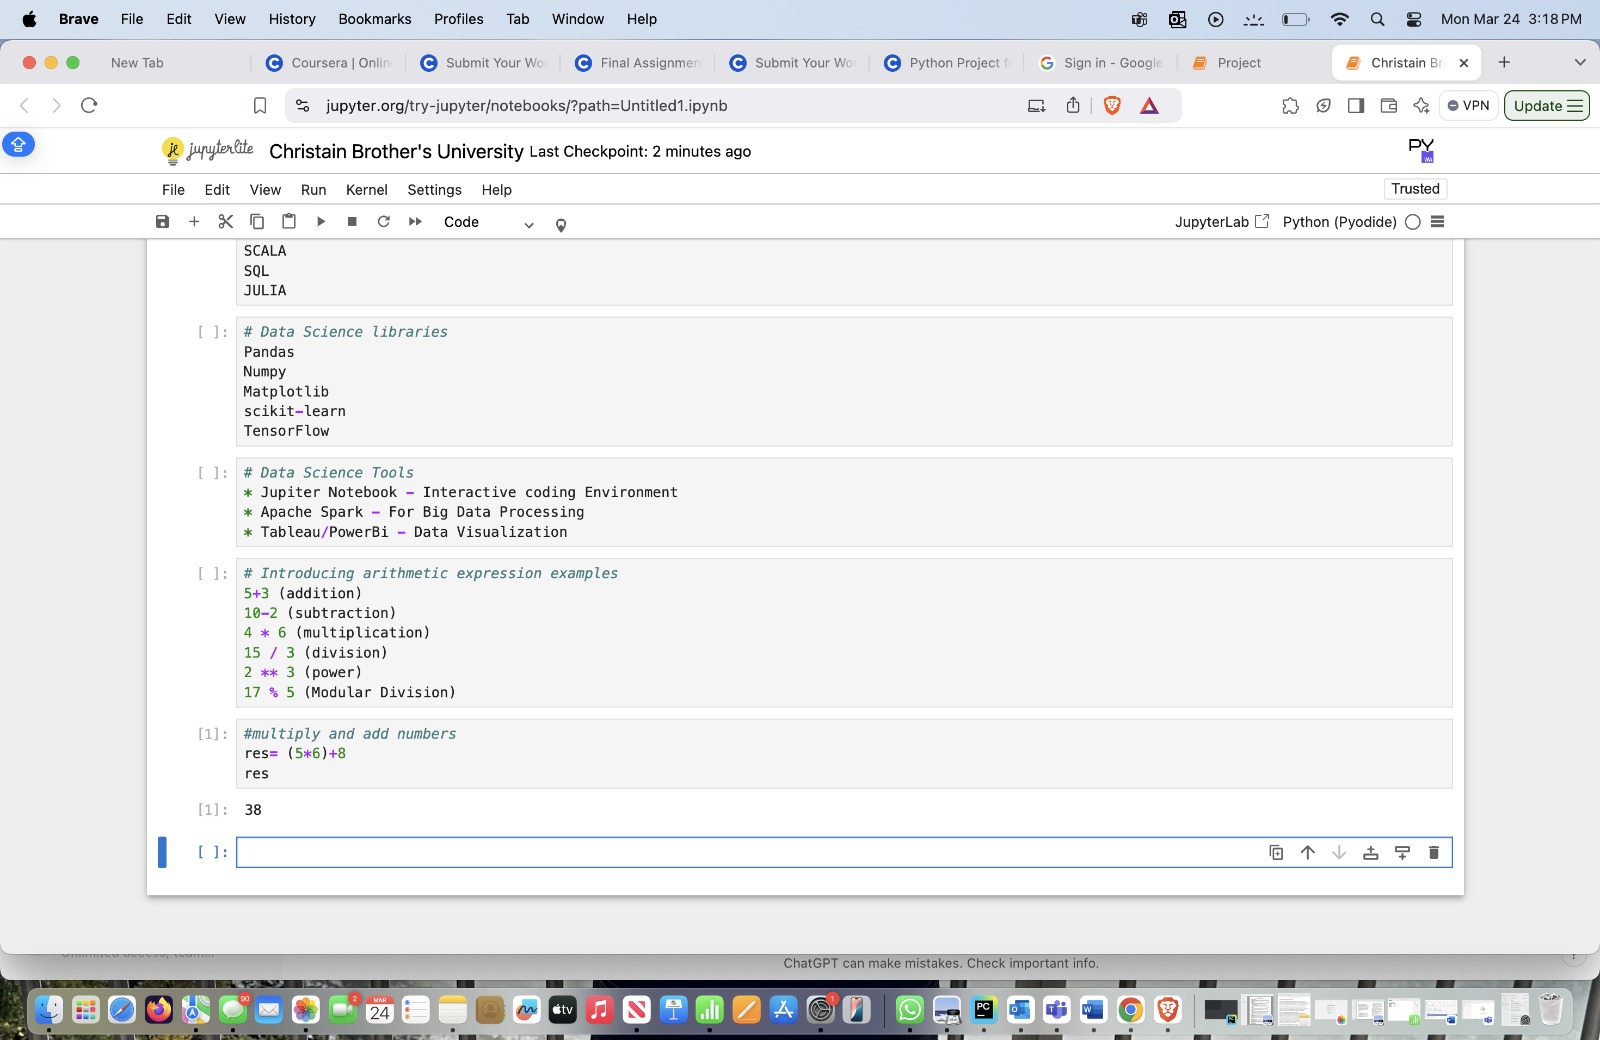 Brave File Edit View History Bookmarks Profiles Tab Window Help Mon Mar 24 3:18 PM
New Tab Coursera | Onlin Submit Your Wo Final Assignmen Submit Your Wo Python Project f Sign in - Google Project Christain Br
jupyter.org/try-jupyter/notebooks/?path=Untitled1.ipynb VPN Update
jupyterlite Christain Brother's University Last Checkpoint: 2 minutes ago PY
File Edit View Run Kernel Settings Help Trusted
Code JupyterLab Python (Pyodide)
SCALA
SQL
JULIA
[ ]: # Data Science libraries
Pandas
Numpy
Matplotlib
scikit-learn
TensorFlow
[ ]: # Data Science Tools
* Jupiter Notebook - Interactive coding Environment
* Apache Spark - For Big Data Processing
* Tableau/PowerBi - Data Visualization
[ ]: # Introducing arithmetic expression examples
5+3 (addition)
10-2 (subtraction)
4 * 6 (multiplication)
15 / 3 (division)
2 ** 3 (power)
17 % 5 (Modular Division)
[1]: #multiply and add numbers
res= (5*6)+8
res
[1]: 38
[ ]:
ChatGPT can make mistakes. Check important info.
90 2 MAR 24 tv 1 PC